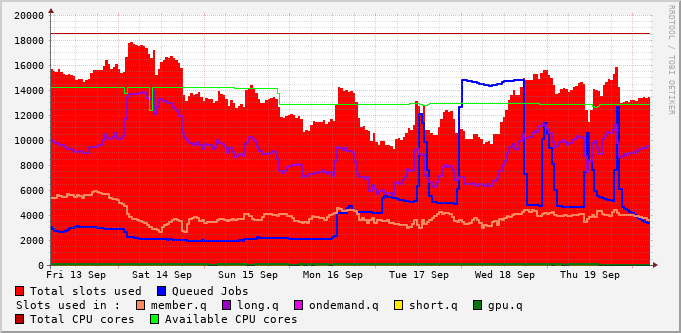 20000
18000
16000
14000
12000
10000
8000
6000
4000
2000
0
Fri 13 Sep Sat 14 Sep Sun 15 Sep Mon 16 Sep Tue 17 Sep Wed 18 Sep Thu 19 Sep
Total slots used Queued Jobs
Slots used in : member.q long.q ondemand.q short.q gpu.q
Total CPU cores Available CPU cores
RRDTOOL / TOBI OETIKER